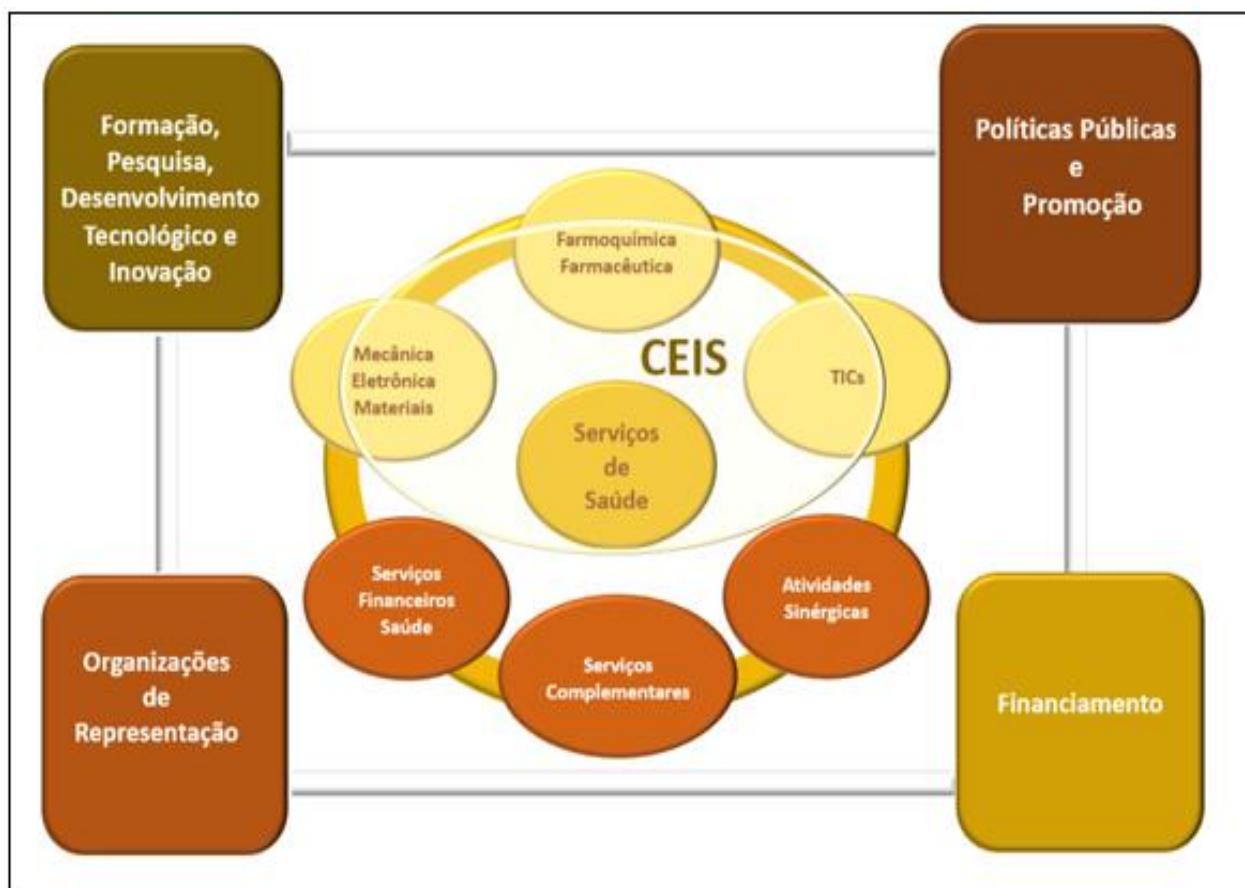 Formação,
Pesquisa,
Desenvolvimento
Tecnológico e
Inovação
Políticas Públicas
e
Promoção
Farmoquímica
Farmacêutica
CEIS
Mecânica
Eletrônica
Materiais
TICs
Serviços
de
Saúde
Serviços
Financeiros
Saúde
Atividades
Sinérgicas
Serviços
Complementares
Organizações
de
Representação
Financiamento